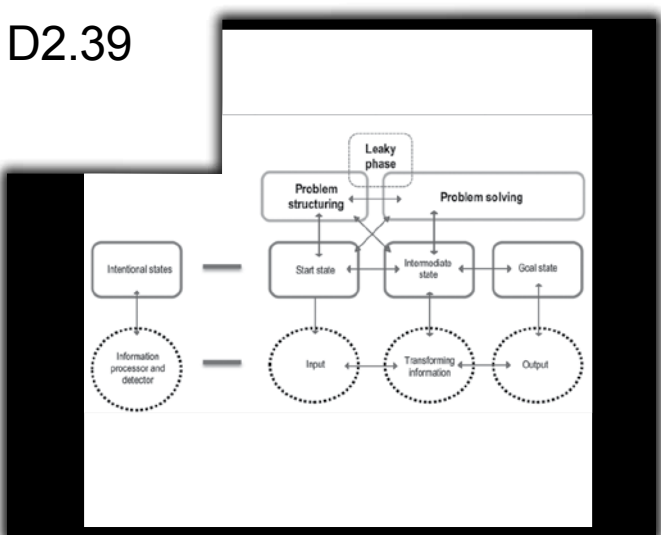 D2.39
Leaky
phase
Problem
structuring
Problem solving
Intentional states
Start state
Intermediate
state
Goal state
Information
processor and
detector
Input
Transforming
information
Output